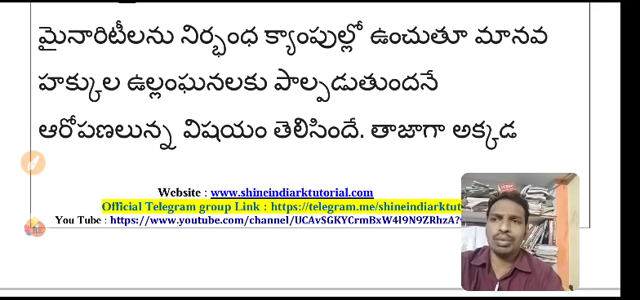 మైనారిటీలను నిర్బంధ క్యాంపుల్లో ఉంచుతూ మానవ
హక్కుల ఉల్లంఘనలకు పాల్పడుతుందనే
ఆరోపణలున్న విషయం తెలిసిందే. తాజాగా అక్కడ
Website : www.shineindiarktutorial.com
Official Telegram group Link : https://telegram.me/shineindiarktut
You Tube : https://www.youtube.com/channel/UCAvSGKYCrmBxW4I9N9ZRhzA?